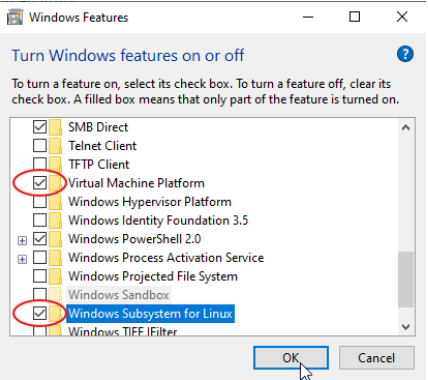 Windows Features
Turn Windows features on or off
To turn a feature on, select its check box. To turn a feature off, clear its
check box. A filled box means that only part of the feature is turned on.
SMB Direct
Telnet Client
TFTP Client
Virtual Machine Platform
Windows Hypervisor Platform
Windows Identity Foundation 3.5
Windows PowerShell 2.0
Windows Process Activation Service
Windows Projected File System
Windows Sandbox
Windows Subsystem for Linux
Windows TIFF IFilter
OK
Cancel